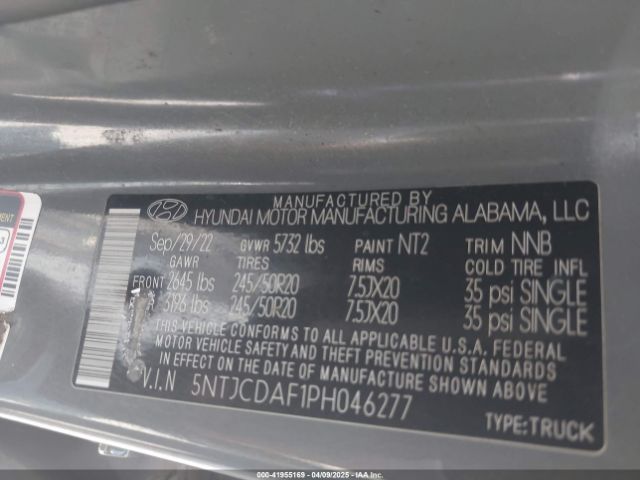 MANUFACTURED BY
HYUNDAI MOTOR MANUFACTURING ALABAMA, LLC
Sep/29/22 GVWR 5732 lbs PAINT NT2 TRIM NNB
GAWR TIRES RIMS COLD TIRE INFL
FRONT 2645 lbs 245/50R20 7.5JX20 35 psi SINGLE
3196 lbs 245/50R20 7.5JX20 35 psi SINGLE
THIS VEHICLE CONFORMS TO ALL APPLICABLE U.S.A. FEDERAL
MOTOR VEHICLE SAFETY AND THEFT PREVENTION STANDARDS
IN EFFECT ON THE DATE OF MANUFACTURE SHOWN ABOVE.
V.I.N 5NTJCDAF1PH046277
TYPE:TRUCK
000-41955169 04/09/2025 IAAI.COM